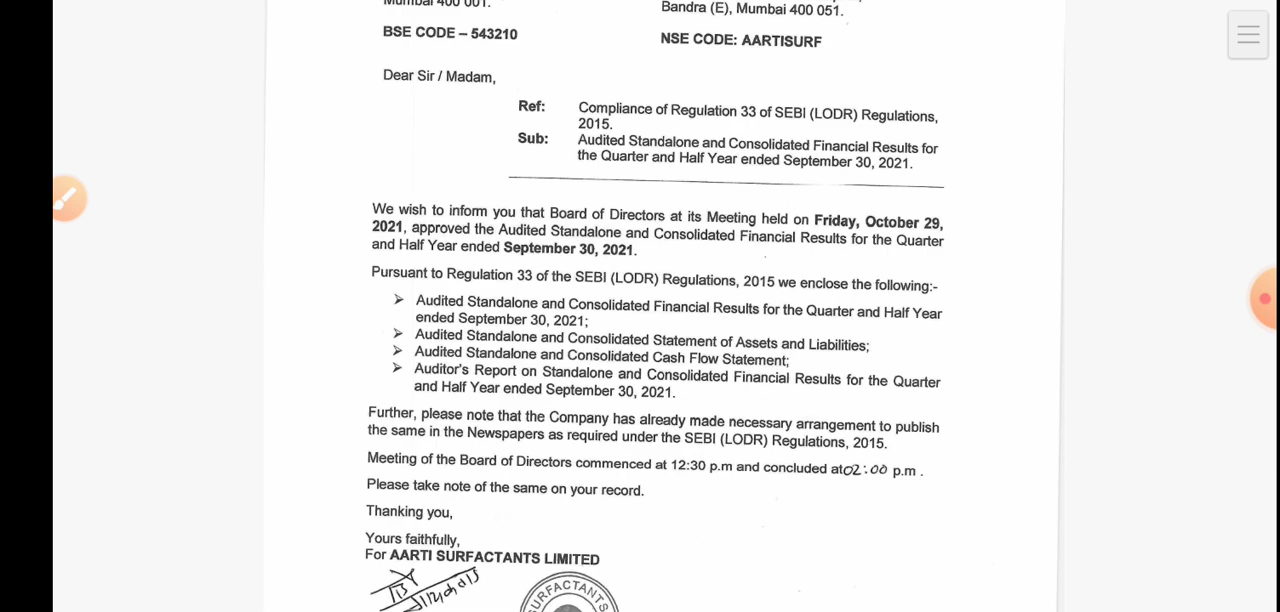 Mumbai 400 001.
Bandra (E), Mumbai 400 051.
BSE CODE – 543210
NSE CODE: AARTISURF
Dear Sir / Madam,
Ref: Compliance of Regulation 33 of SEBI (LODR) Regulations,
2015.
Sub: Audited Standalone and Consolidated Financial Results for
the Quarter and Half Year ended September 30, 2021.
We wish to inform you that Board of Directors at its Meeting held on Friday, October 29,
2021, approved the Audited Standalone and Consolidated Financial Results for the Quarter
and Half Year ended September 30, 2021.
Pursuant to Regulation 33 of the SEBI (LODR) Regulations, 2015 we enclose the following:-
➢ Audited Standalone and Consolidated Financial Results for the Quarter and Half Year
ended September 30, 2021;
➢ Audited Standalone and Consolidated Statement of Assets and Liabilities;
➢ Audited Standalone and Consolidated Cash Flow Statement;
➢ Auditor's Report on Standalone and Consolidated Financial Results for the Quarter
and Half Year ended September 30, 2021.
Further, please note that the Company has already made necessary arrangement to publish
the same in the Newspapers as required under the SEBI (LODR) Regulations, 2015.
Meeting of the Board of Directors commenced at 12:30 p.m and concluded at 02:00 p.m .
Please take note of the same on your record.
Thanking you,
Yours faithfully,
For AARTI SURFACTANTS LIMITED
SURFACTANTS